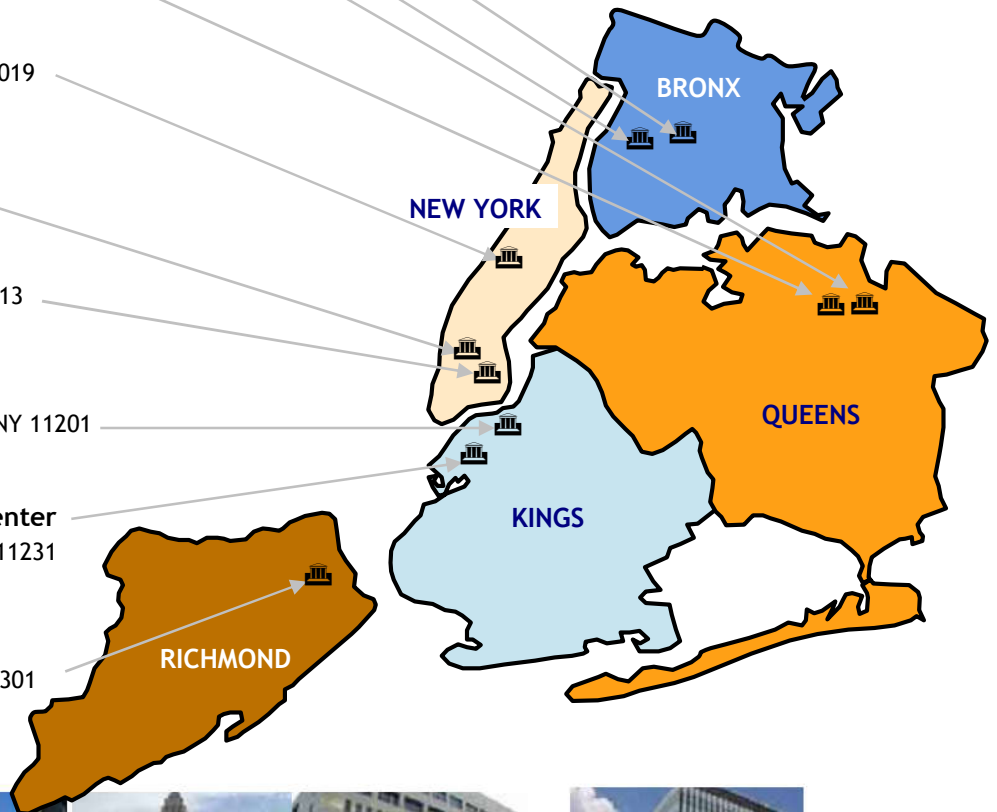 BRONX
019
NEW YORK
13
QUEENS
NY 11201
KINGS
enter
11231
RICHMOND
301